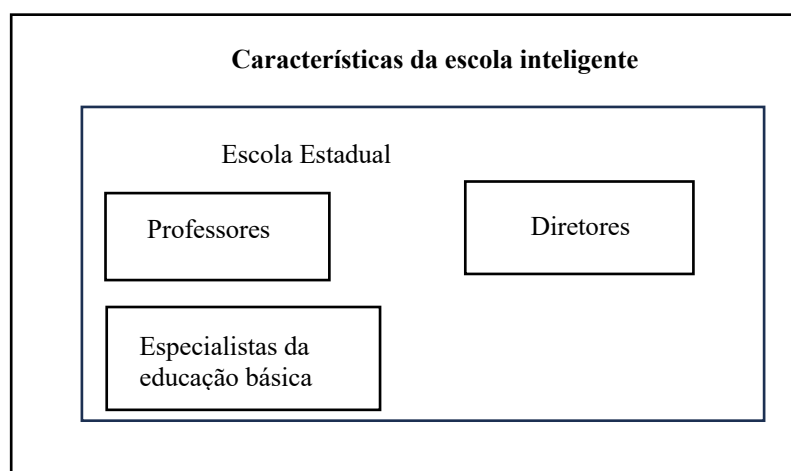 Características da escola inteligente
Escola Estadual
Professores
Diretores
Especialistas da
educação básica